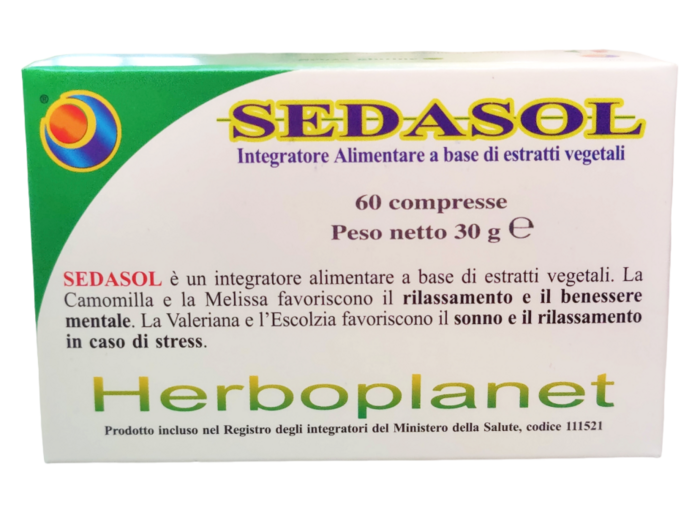 ®
SEDASOL
Integratore Alimentare a base di estratti vegetali
60 compresse
Peso netto 30 g ℮
SEDASOL è un integratore alimentare a base di estratti vegetali. La
Camomilla e la Melissa favoriscono il rilassamento e il benessere
mentale. La Valeriana e l'Escolzia favoriscono il sonno e il rilassamento
in caso di stress.
Herboplanet
Prodotto incluso nel Registro degli integratori del Ministero della Salute, codice 111521